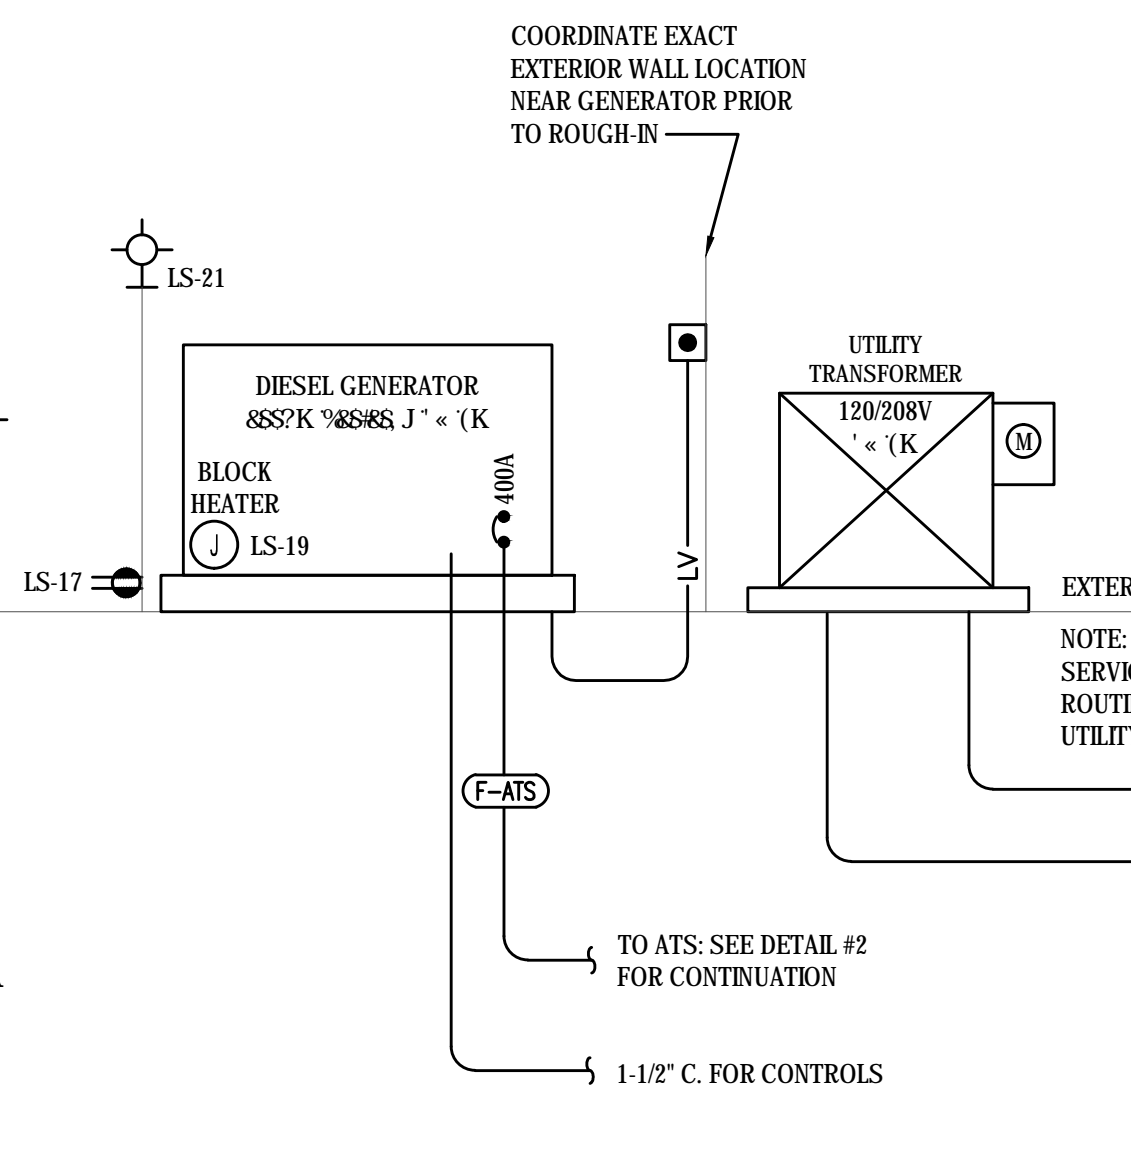 COORDINATE EXACT
EXTERIOR WALL LOCATION
NEAR GENERATOR PRIOR
TO ROUGH-IN
LS-21
UTILITY
TRANSFORMER
DIESEL GENERATOR
120/208V
M
400A
BLOCK
HEATER
J
LS-19
LV
LS-17
EXTER
NOTE:
SERVI
ROUTI
UTILITY
F-ATS
TO ATS: SEE DETAIL #2
FOR CONTINUATION
1-1/2" C. FOR CONTROLS